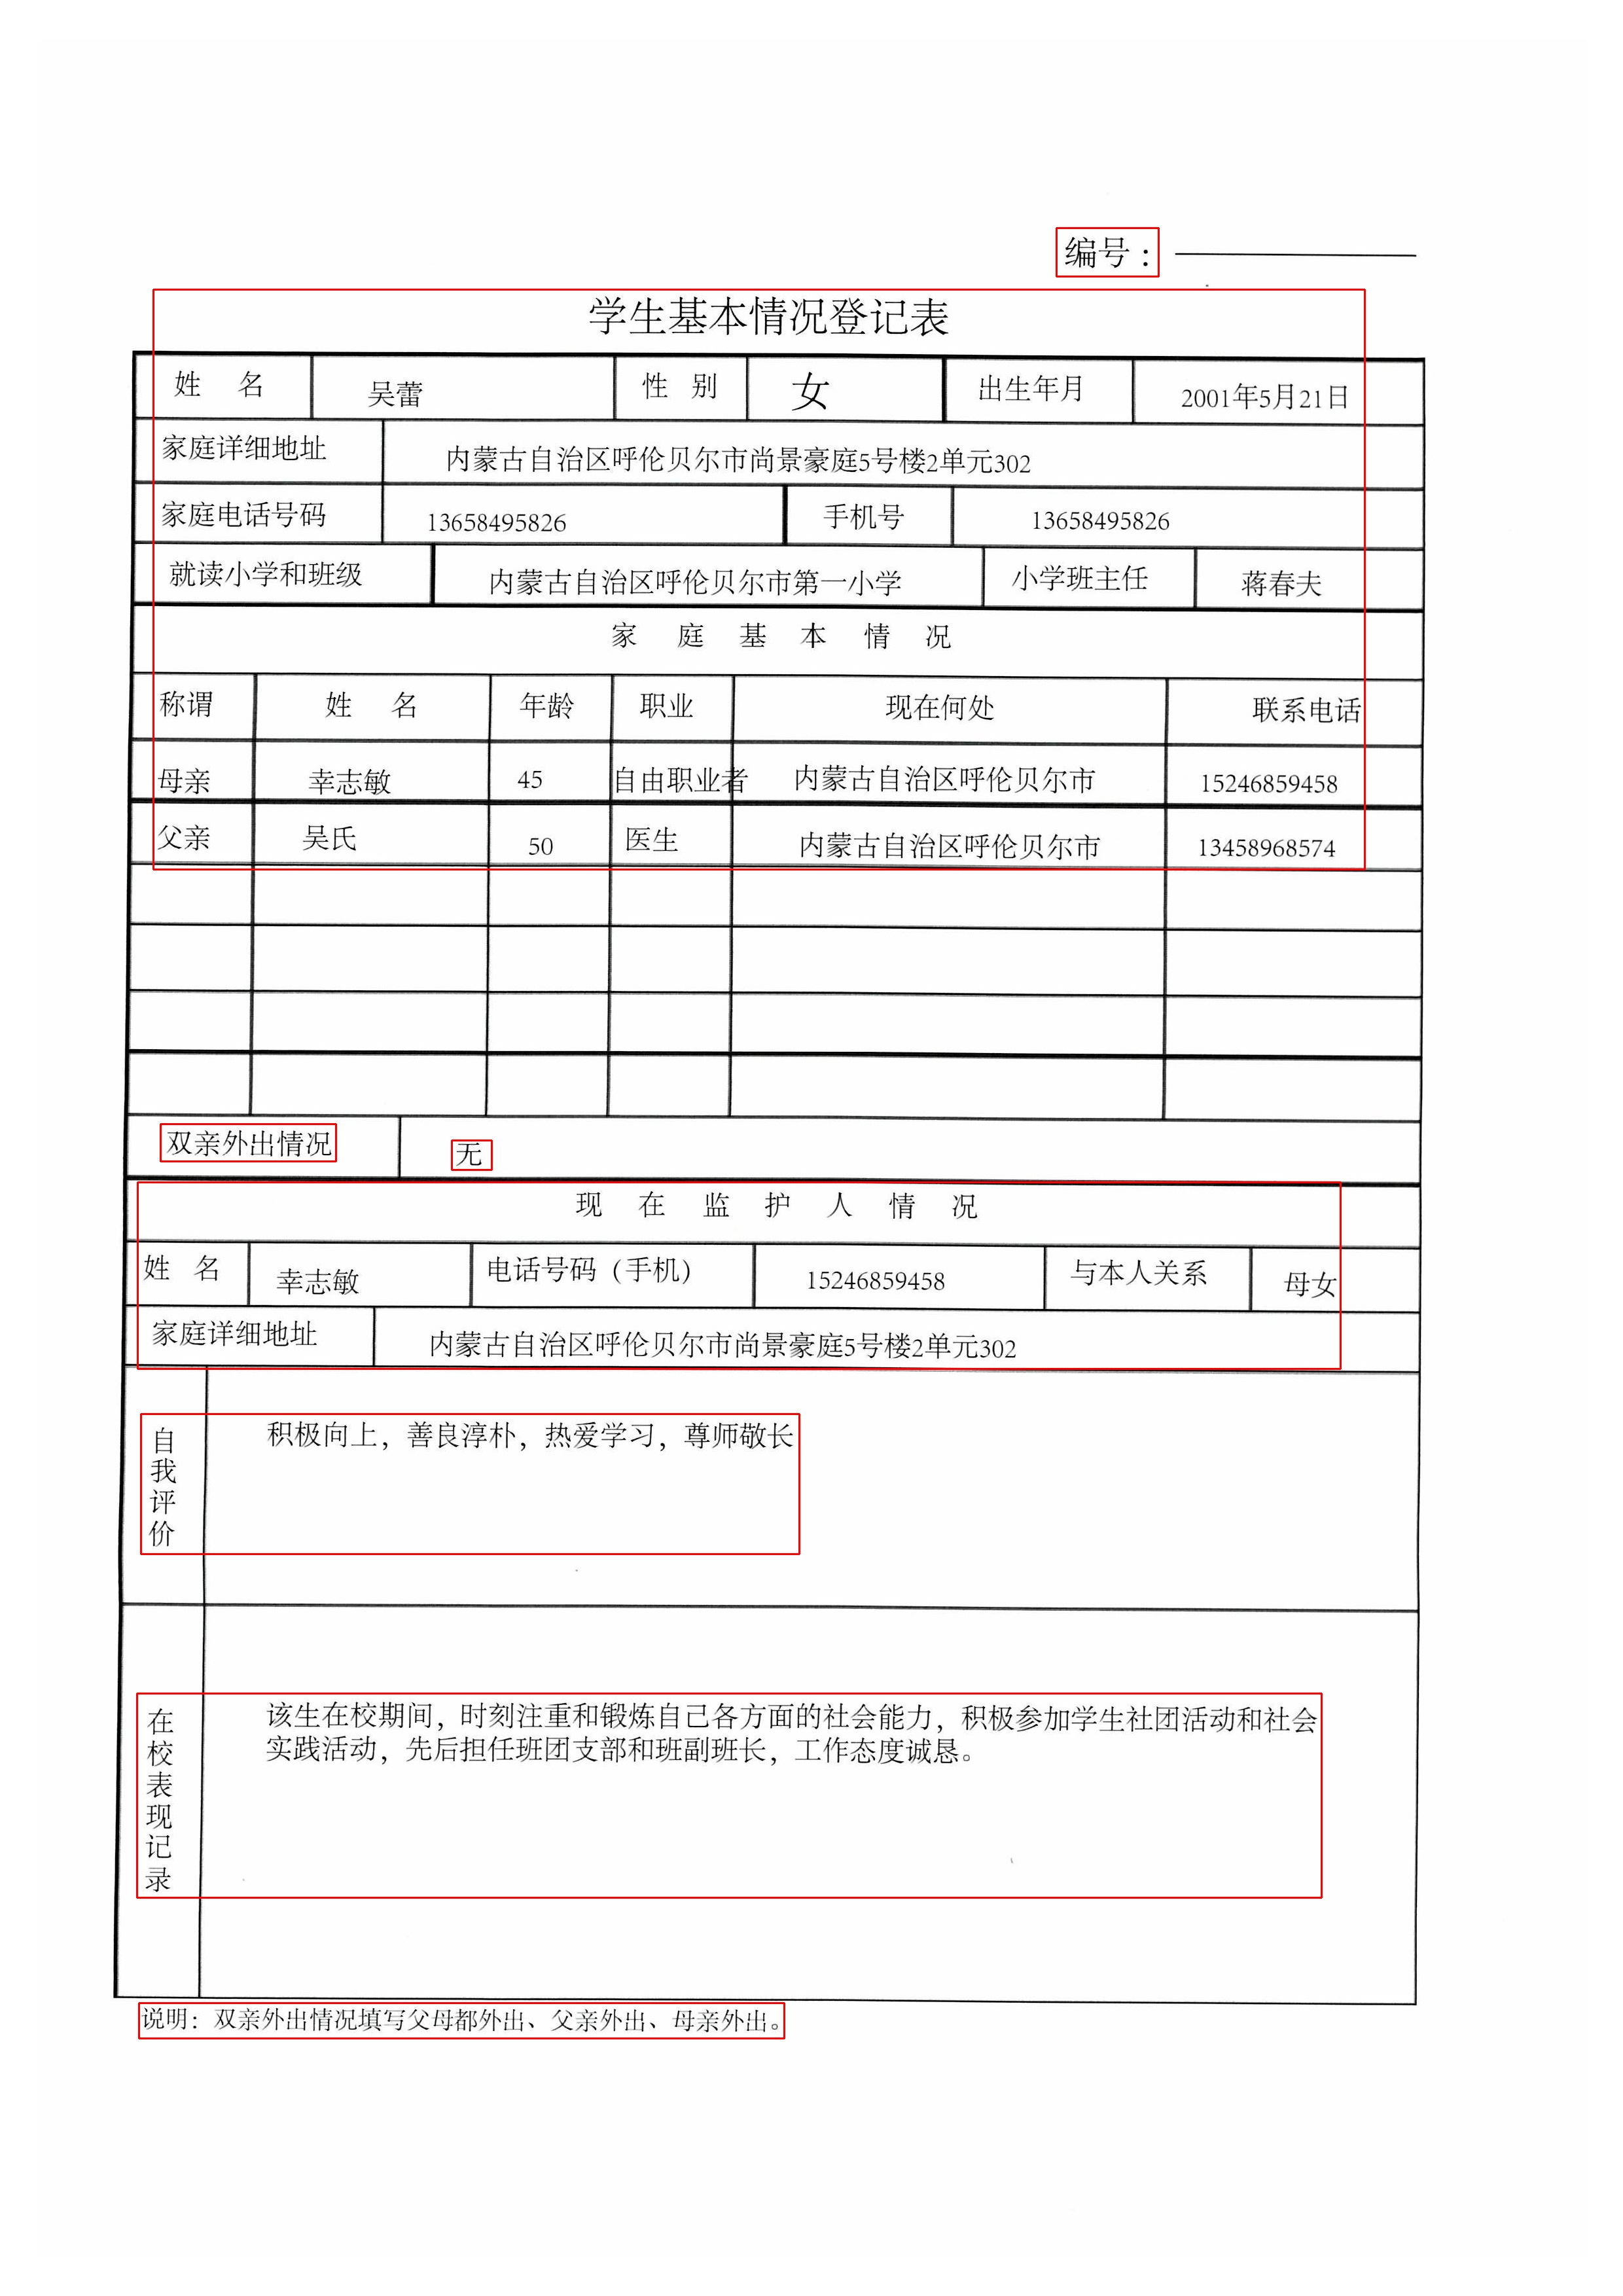 编号：
学生基本情况登记表
姓 名 吴蕾 性 别 女 出生年月 2001年5月21日
家庭详细地址 内蒙古自治区呼伦贝尔市尚景豪庭5号楼2单元302
家庭电话号码 13658495826 手机号 13658495826
就读小学和班级 内蒙古自治区呼伦贝尔市第一小学 小学班主任 蒋春夫
家 庭 基 本 情 况
称谓 姓 名 年龄 职业 现在何处 联系电话
母亲 幸志敏 45 自由职业者 内蒙古自治区呼伦贝尔市 15246859458
父亲 吴氏 50 医生 内蒙古自治区呼伦贝尔市 13458968574
双亲外出情况 无
现 在 监 护 人 情 况
姓 名 幸志敏 电话号码（手机） 15246859458 与本人关系 母女
家庭详细地址 内蒙古自治区呼伦贝尔市尚景豪庭5号楼2单元302
自我评价 积极向上，善良淳朴，热爱学习，尊师敬长
在校表现记录 该生在校期间，时刻注重和锻炼自己各方面的社会能力，积极参加学生社团活动和社会
实践活动，先后担任班团支部和班副班长，工作态度诚恳。
说明：双亲外出情况填写父母都外出、父亲外出、母亲外出。